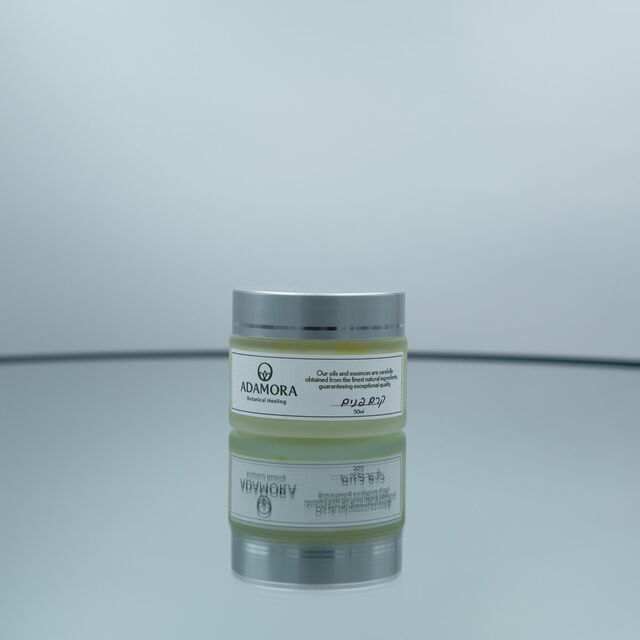 ADAMORA
Botanical Healing
Our oils and essences are carefully
obtained from the finest natural ingredients,
guaranteeing exceptional quality.
קרם פנים
50ml